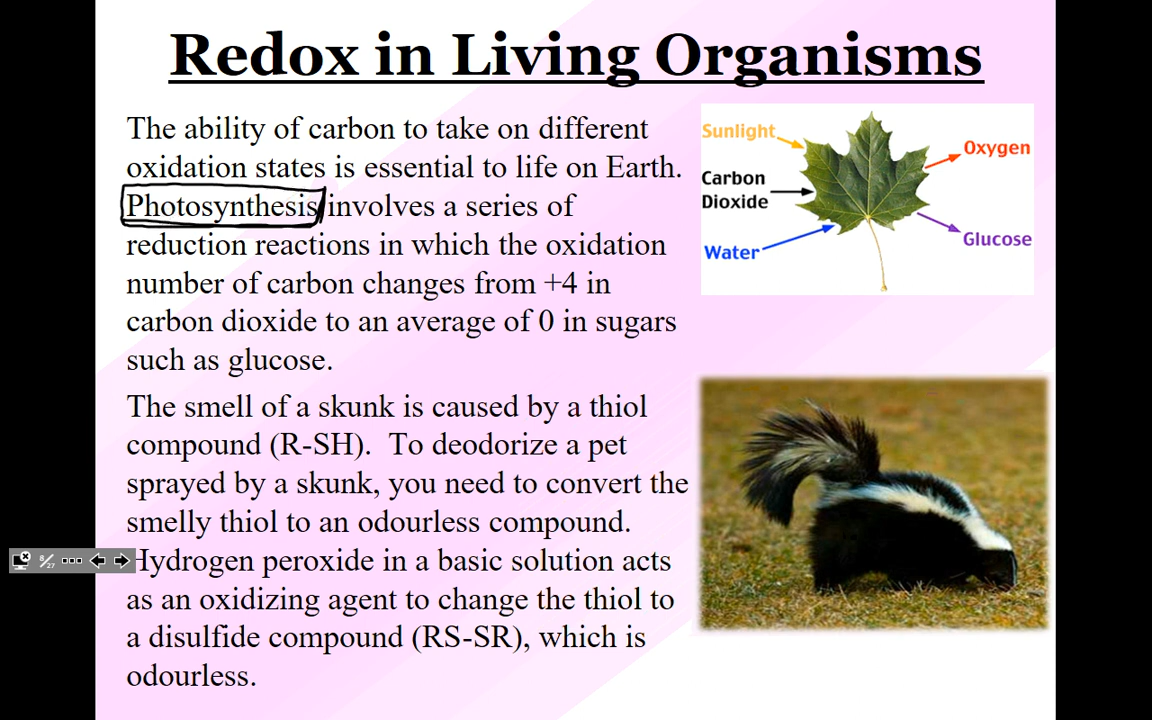 Redox in Living Organisms
The ability of carbon to take on different
oxidation states is essential to life on Earth.
Photosynthesis involves a series of
reduction reactions in which the oxidation
number of carbon changes from +4 in
carbon dioxide to an average of 0 in sugars
such as glucose.
Sunlight
Carbon
Dioxide
Water
Oxygen
Glucose
The smell of a skunk is caused by a thiol
compound (R-SH).  To deodorize a pet
sprayed by a skunk, you need to convert the
smelly thiol to an odourless compound.
Hydrogen peroxide in a basic solution acts
as an oxidizing agent to change the thiol to
a disulfide compound (RS-SR), which is
odourless.
8/27